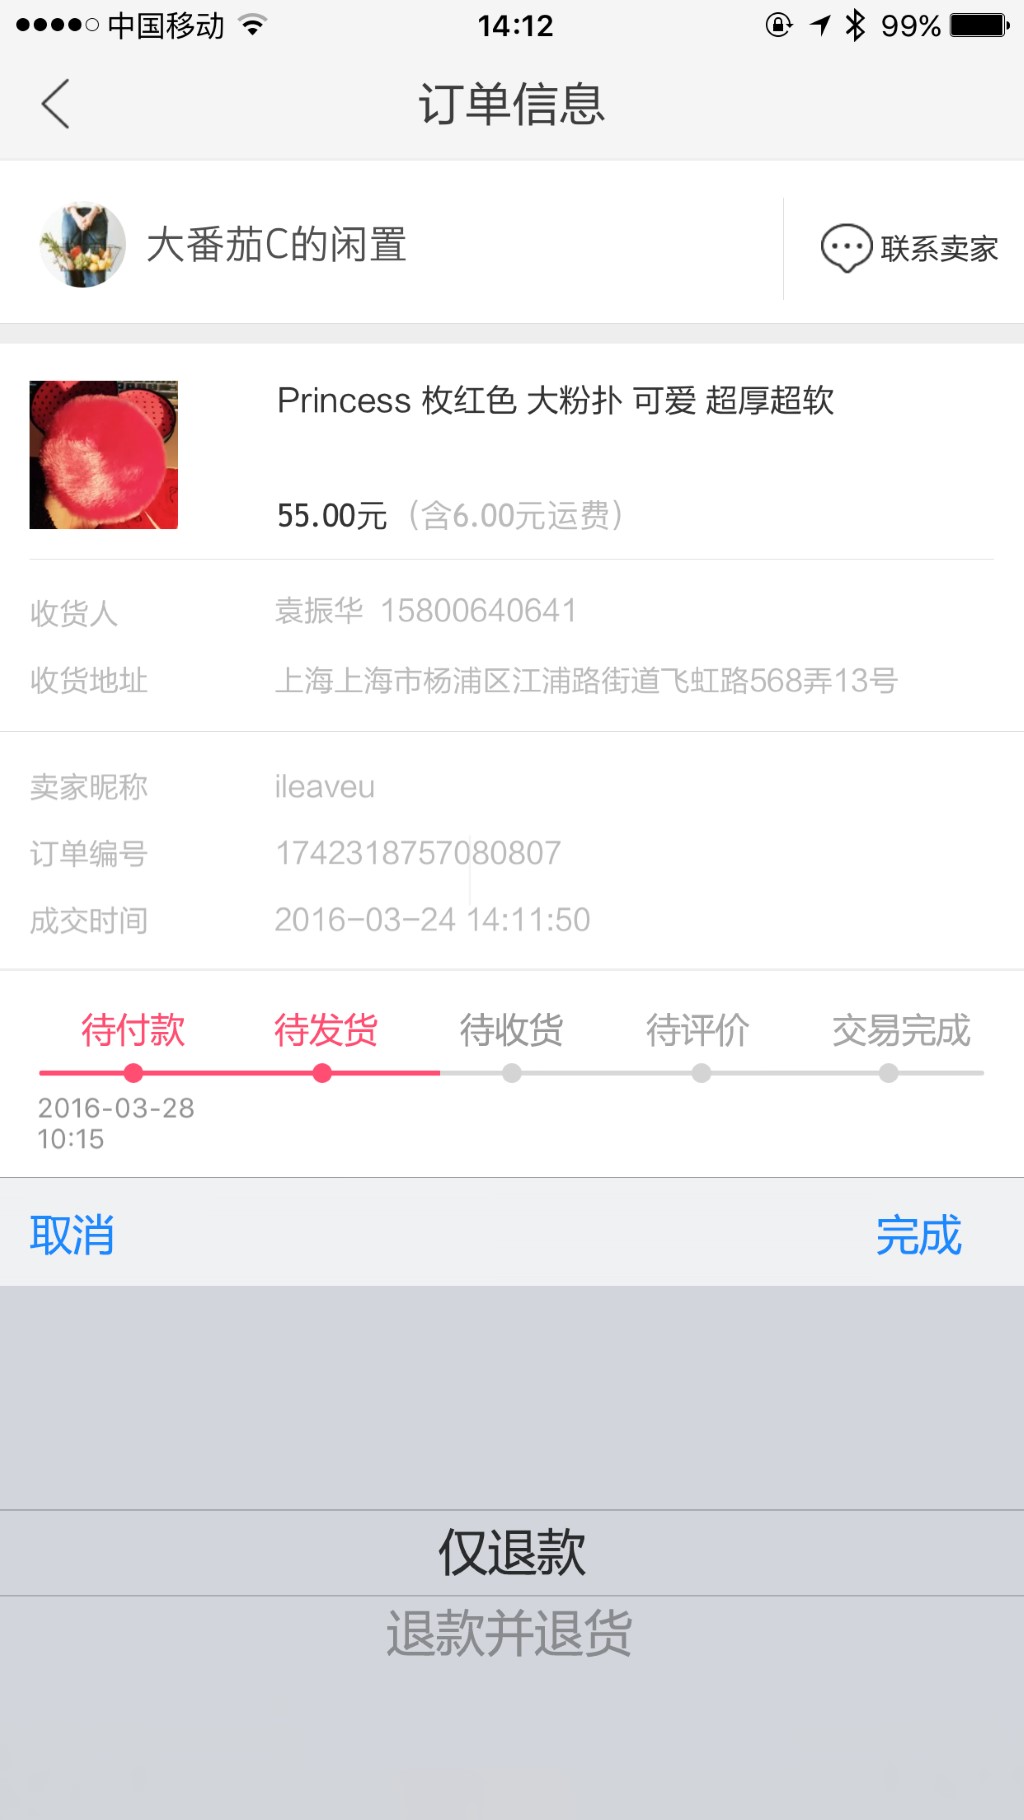 中国移动 14:12 99%
订单信息
大番茄C的闲置 联系卖家
Princess 枚红色 大粉扑 可爱 超厚超软
55.00元（含6.00元运费）
收货人 袁振华 15800640641
收货地址 上海上海市杨浦区江浦路街道飞虹路568弄13号
卖家昵称 ileaveu
订单编号 1742318757080807
成交时间 2016-03-24 14:11:50
待付款 待发货 待收货 待评价 交易完成
2016-03-28
10:15
取消 完成
仅退款
退款并退货